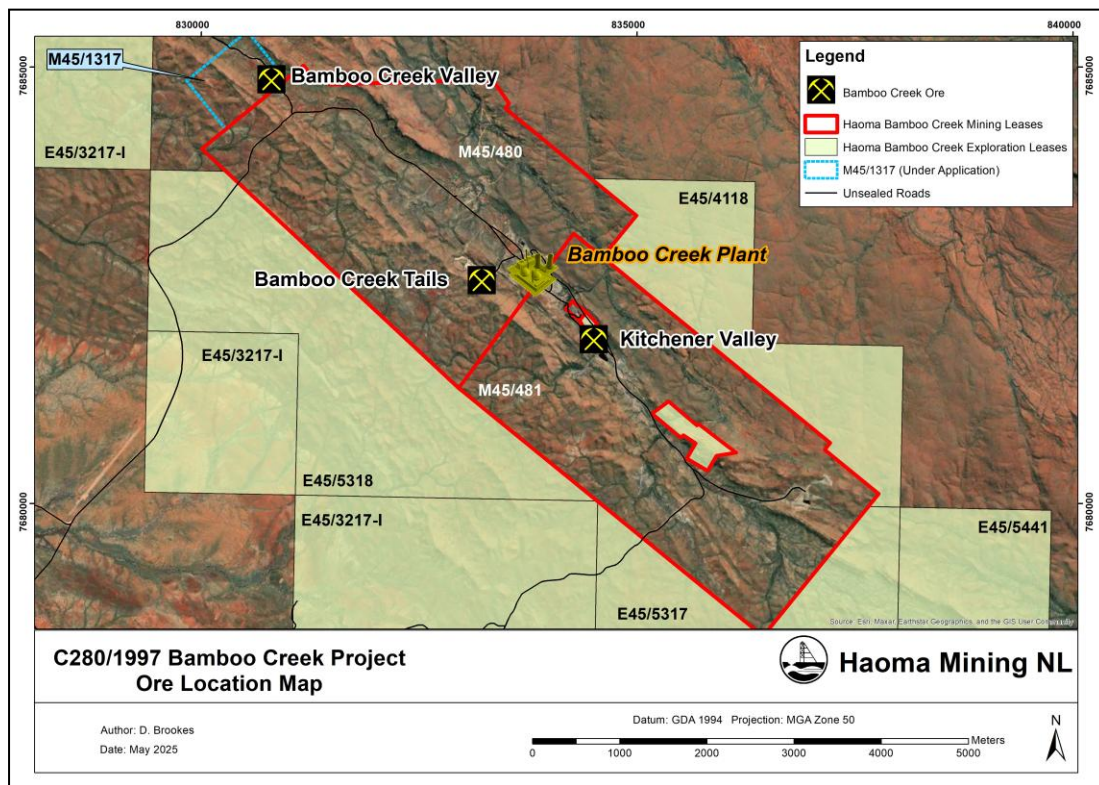 830000
835000
840000
7685000
7685000
7680000
7680000
M45/1317
Bamboo Creek Valley
M45/480
E45/3217-I
E45/4118
Bamboo Creek Plant
Bamboo Creek Tails
Kitchener Valley
E45/3217-I
M45/481
E45/5318
E45/3217-I
E45/5441
E45/5317
Legend
Bamboo Creek Ore
Haoma Bamboo Creek Mining Leases
Haoma Bamboo Creek Exploration Leases
M45/1317 (Under Application)
Unsealed Roads
Source: Esri, Maxar, Earthstar Geographics, and the GIS User Community
C280/1997 Bamboo Creek Project
Ore Location Map
Haoma Mining NL
Author: D. Brookes
Date: May 2025
Datum: GDA 1994 Projection: MGA Zone 50
0 1000 2000 3000 4000 5000
Meters
N